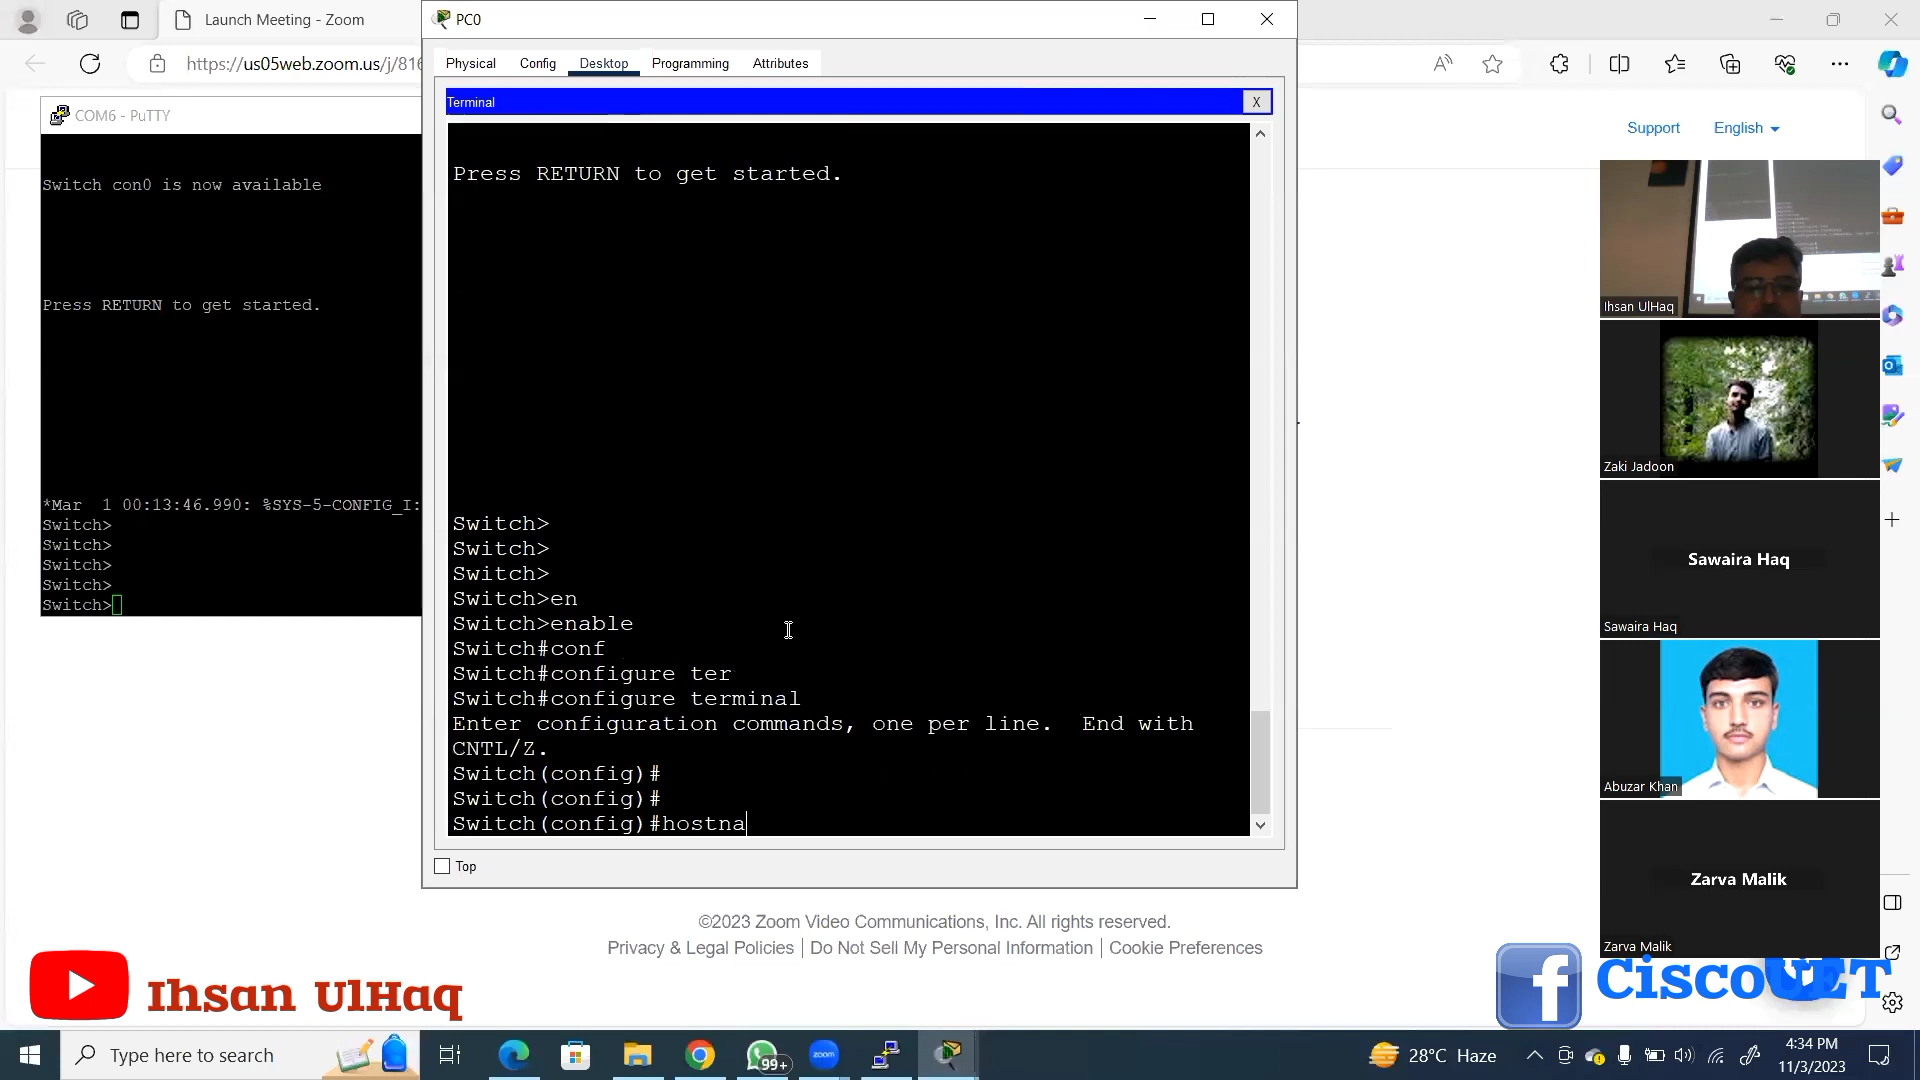 Launch Meeting - Zoom
https://us05web.zoom.us/j/816
Support
English
COM6 - PuTTY
Switch con0 is now available
Press RETURN to get started.
*Mar  1 00:13:46.990: %SYS-5-CONFIG_I:
Switch>
Switch>
Switch>
Switch>
Switch>
PC0
Physical
Config
Desktop
Programming
Attributes
Terminal
X
Press RETURN to get started.
Switch>
Switch>
Switch>
Switch>en
Switch>enable
Switch#conf
Switch#configure ter
Switch#configure terminal
Enter configuration commands, one per line.  End with
CNTL/Z.
Switch(config)#
Switch(config)#
Switch(config)#hostna
Top
Ihsan UlHaq
Zaki Jadoon
Sawaira Haq
Sawaira Haq
Abuzar Khan
Zarva Malik
Zarva Malik
©2023 Zoom Video Communications, Inc. All rights reserved.
Privacy & Legal Policies | Do Not Sell My Personal Information | Cookie Preferences
Ihsan UlHaq
CiscoUET
Type here to search
99+
zoom
28°C Haze
4:34 PM
11/3/2023